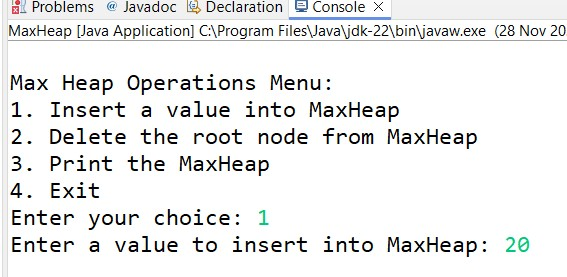 Problems @ Javadoc Declaration Console
MaxHeap [Java Application] C:\Program Files\Java\jdk-22\bin\javaw.exe (28 Nov 20
Max Heap Operations Menu:
1. Insert a value into MaxHeap
2. Delete the root node from MaxHeap
3. Print the MaxHeap
4. Exit
Enter your choice: 1
Enter a value to insert into MaxHeap: 20